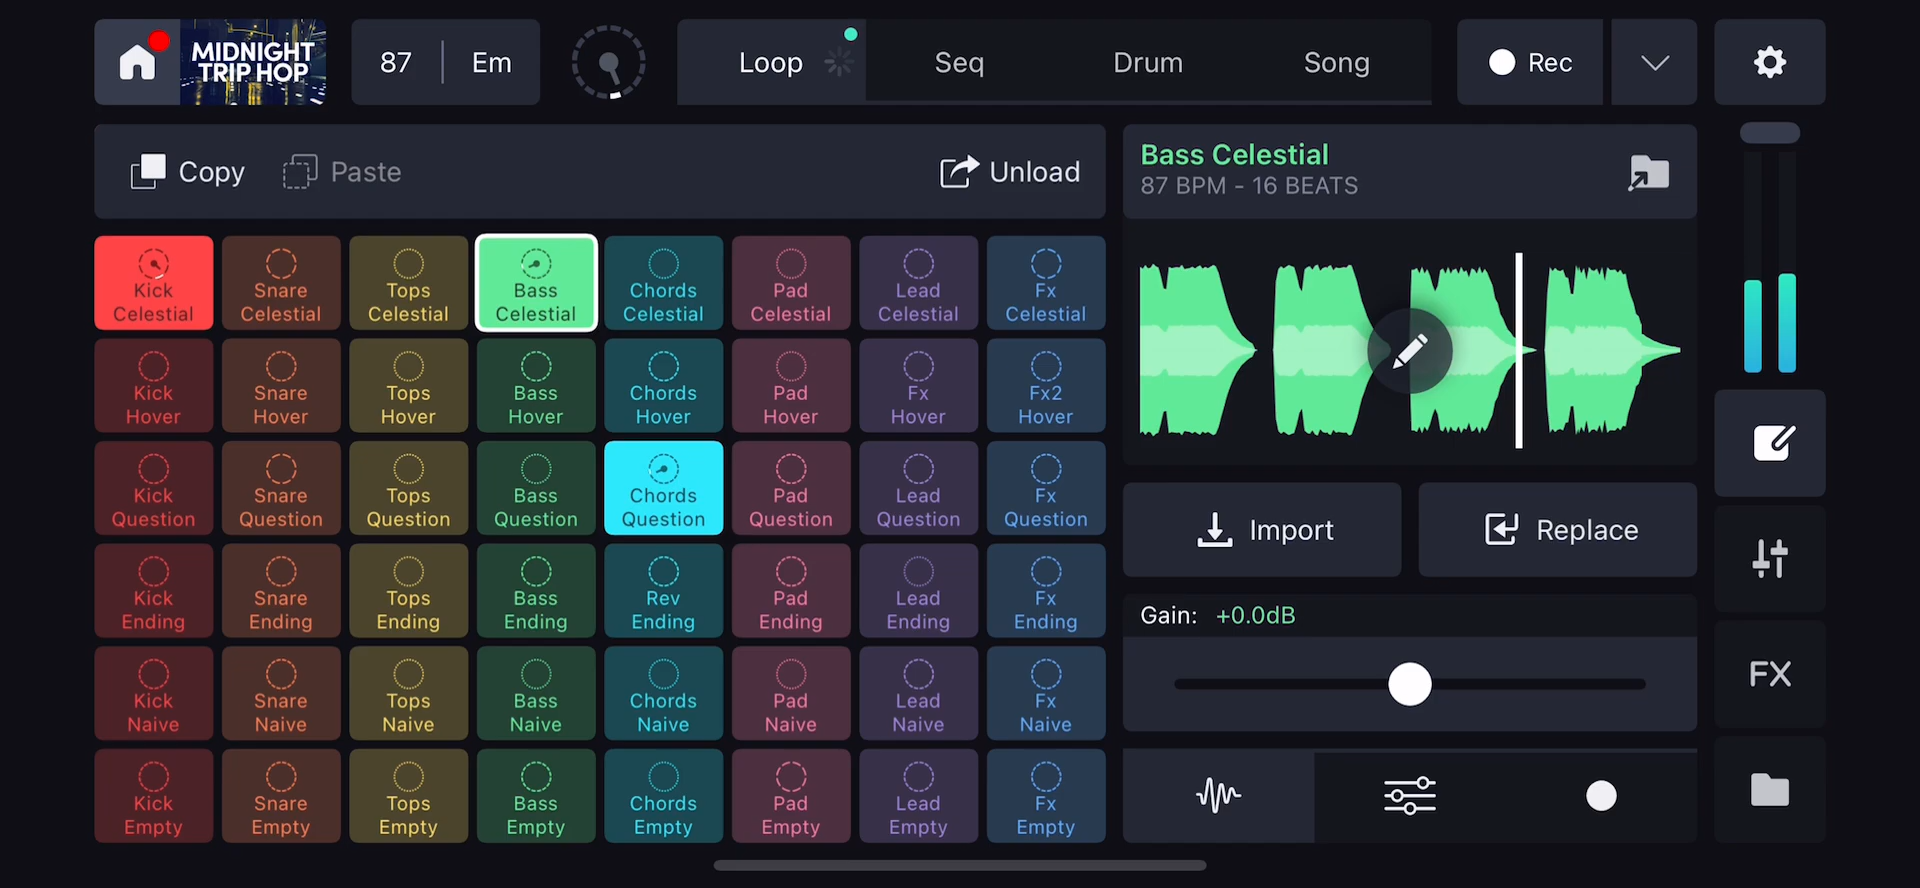 MIDNIGHT
TRIP HOP
87
Em
Loop
Seq
Drum
Song
Rec
Copy
Paste
Unload
Bass Celestial
87 BPM - 16 BEATS
Kick
Celestial
Snare
Celestial
Tops
Celestial
Bass
Celestial
Chords
Celestial
Pad
Celestial
Lead
Celestial
Fx
Celestial
Kick
Hover
Snare
Hover
Tops
Hover
Bass
Hover
Chords
Hover
Pad
Hover
Fx
Hover
Fx2
Hover
Kick
Question
Snare
Question
Tops
Question
Bass
Question
Chords
Question
Pad
Question
Lead
Question
Fx
Question
Kick
Ending
Snare
Ending
Tops
Ending
Bass
Ending
Rev
Ending
Pad
Ending
Lead
Ending
Fx
Ending
Kick
Naive
Snare
Naive
Tops
Naive
Bass
Naive
Chords
Naive
Pad
Naive
Lead
Naive
Fx
Naive
Kick
Empty
Snare
Empty
Tops
Empty
Bass
Empty
Chords
Empty
Pad
Empty
Lead
Empty
Fx
Empty
Import
Replace
Gain: +0.0dB
FX